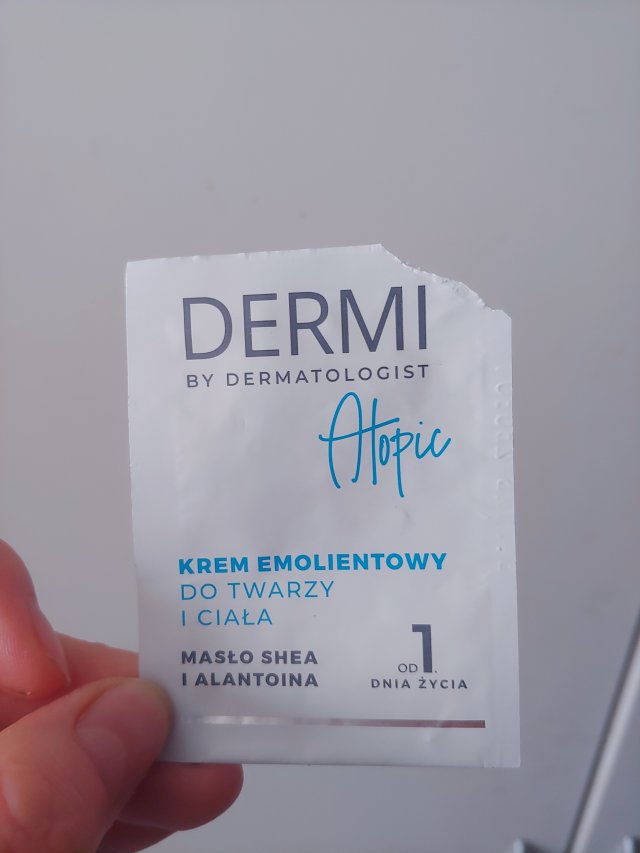 DERMI
BY DERMATOLOGIST
Atopic
KREM EMOLIENTOWY
DO TWARZY
I CIAŁA
MASŁO SHEA
I ALANTOINA
OD 1.
DNIA ŻYCIA